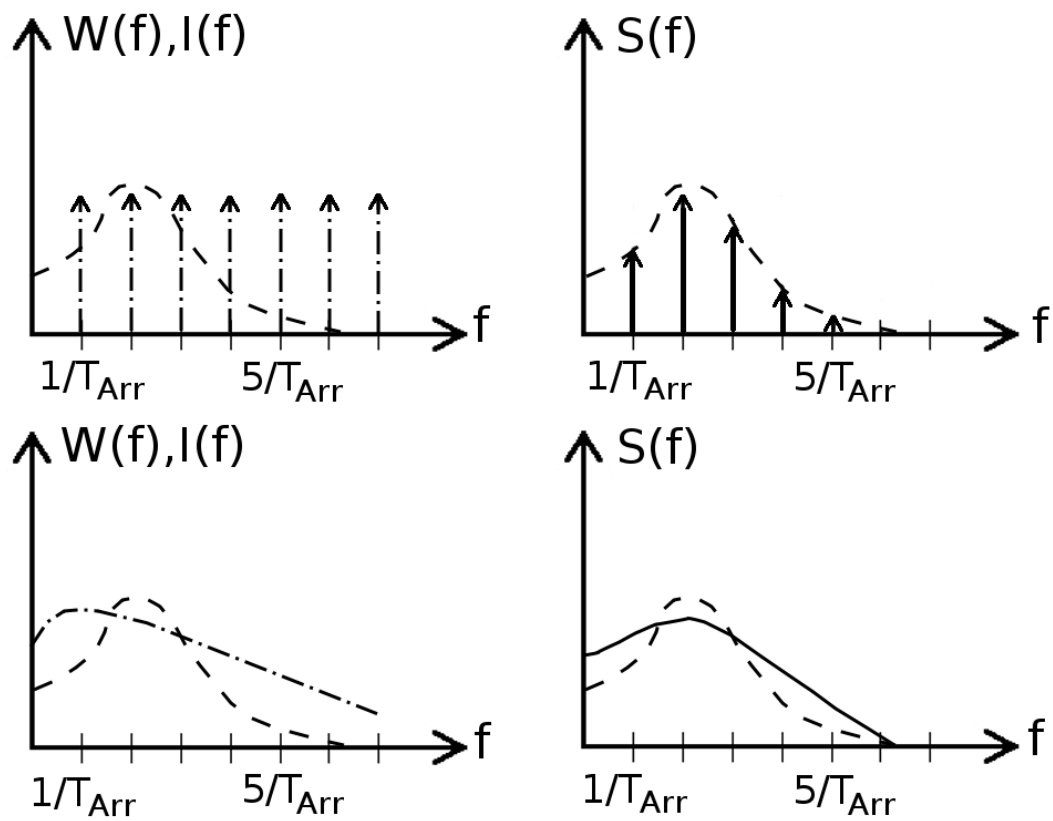 W(f),I(f)
S(f)
f
f
1/TArr
5/TArr
1/TArr
5/TArr
W(f),I(f)
S(f)
f
f
1/TArr
5/TArr
1/TArr
5/TArr